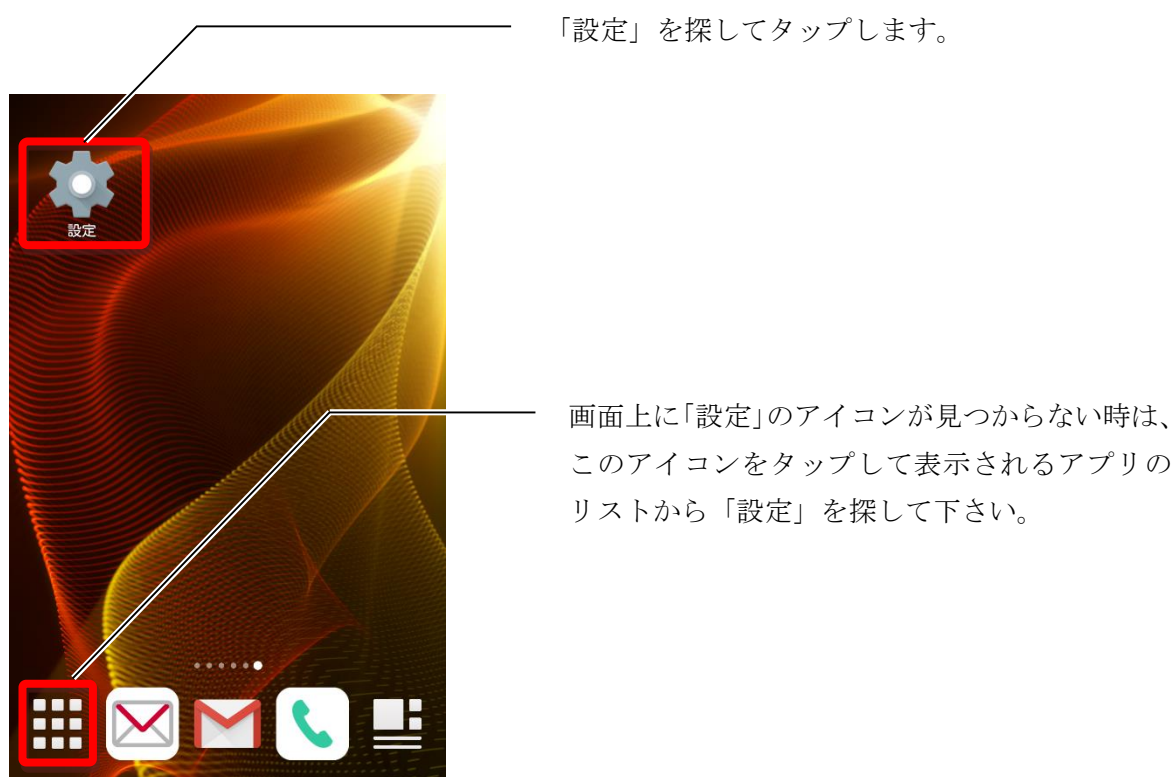 「設定」を探してタップします。
設定
画面上に「設定」のアイコンが見つからない時は、
このアイコンをタップして表示されるアプリの
リストから「設定」を探して下さい。